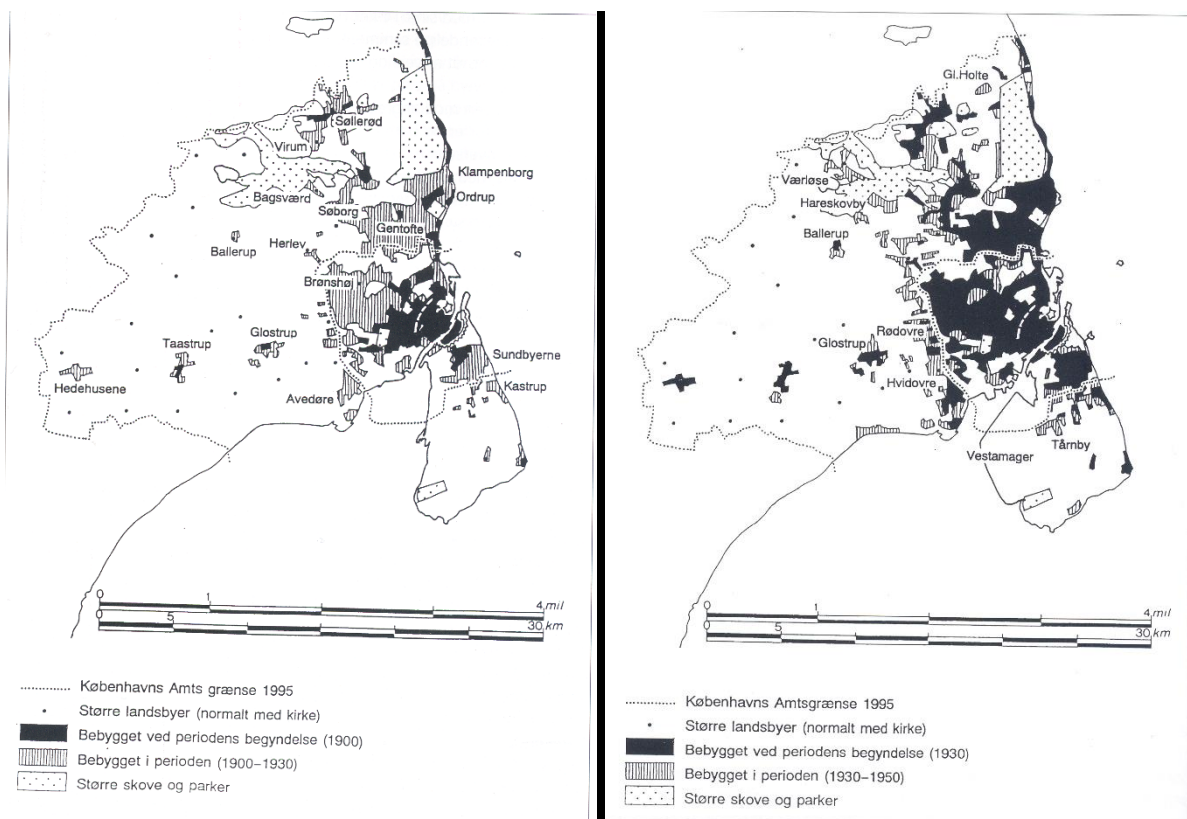 Søllerød
Virum
Klampenborg
Bagsværd
Ordrup
Søborg
Gentofte
Herlev
Ballerup
Brønshøj
Glostrup
Taastrup
Sundbyerne
Hedehusene
Kastrup
Avedøre
0 1 4 mil
0 5 30 km
Københavns Amts grænse 1995
Større landsbyer (normalt med kirke)
Bebygget ved periodens begyndelse (1900)
Bebygget i perioden (1900–1930)
Større skove og parker
Gl.Holte
Værløse
Hareskovby
Ballerup
Rødovre
Glostrup
Hvidovre
Tårnby
Vestamager
0 1 4 mil
0 5 30 km
Københavns Amtsgrænse 1995
Større landsbyer (normalt med kirke)
Bebygget ved periodens begyndelse (1930)
Bebygget i perioden (1930–1950)
Større skove og parker